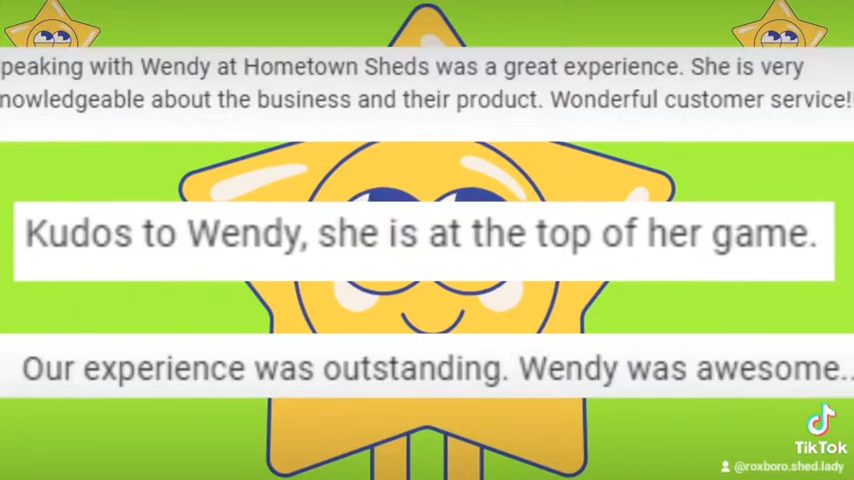 peaking with Wendy at Hometown Sheds was a great experience. She is very
nowledgeable about the business and their product. Wonderful customer service!!
Kudos to Wendy, she is at the top of her game.
Our experience was outstanding. Wendy was awesome..
TikTok
@roxboro.shed.lady